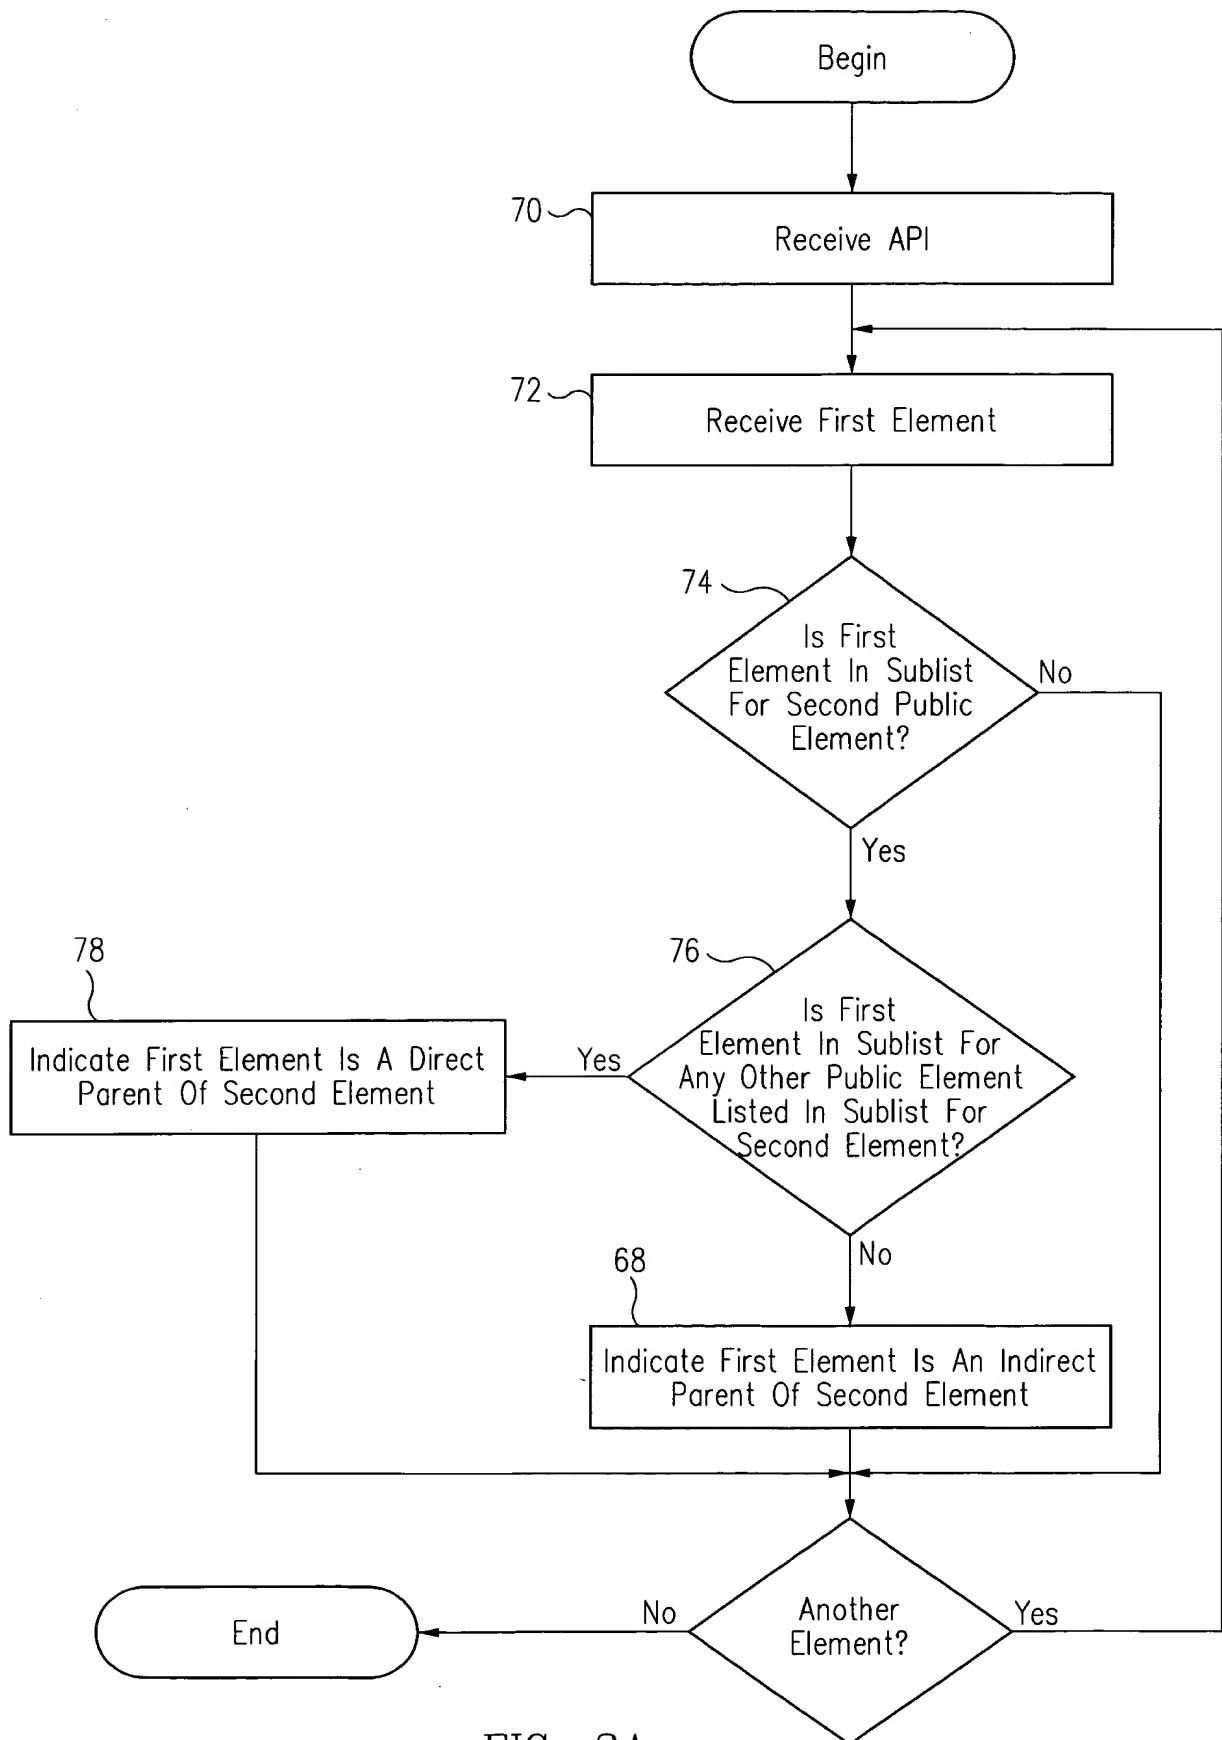 Begin
70
Receive API
72
Receive First Element
74
Is First
Element In Sublist
For Second Public
Element?
No
Yes
76
Is First
Element In Sublist For
Any Other Public Element
Listed In Sublist For
Second Element?
Yes
78
Indicate First Element Is A Direct
Parent Of Second Element
No
68
Indicate First Element Is An Indirect
Parent Of Second Element
Another
Element?
No
Yes
End